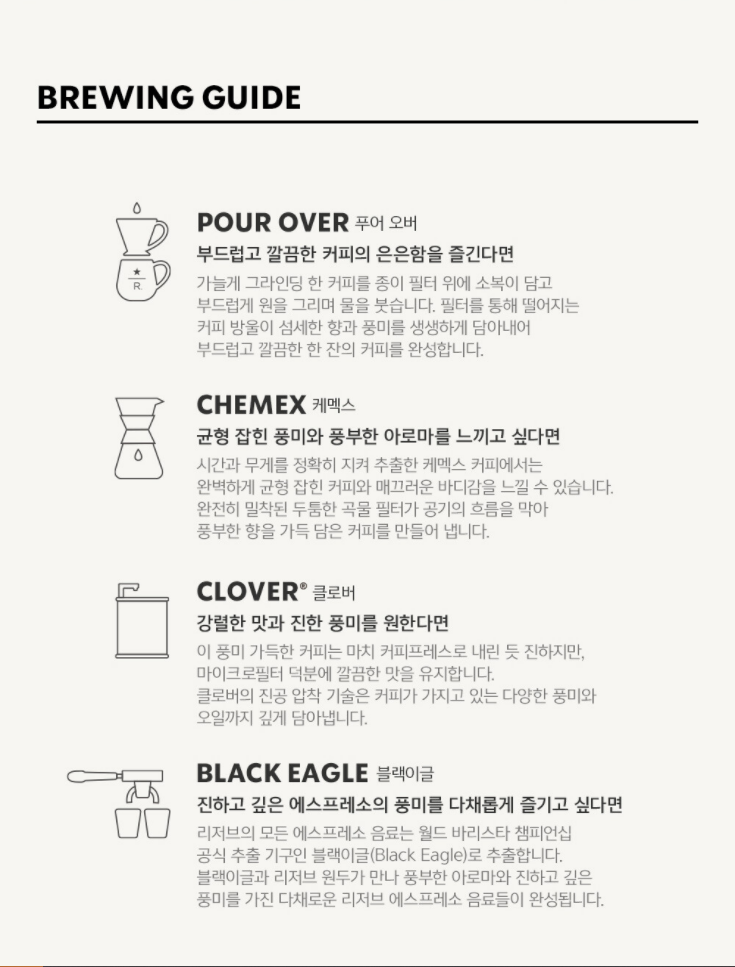 BREWING GUIDE
POUR OVER 푸어 오버
부드럽고 깔끔한 커피의 은은함을 즐긴다면
가늘게 그라인딩 한 커피를 종이 필터 위에 소복이 담고
부드럽게 원을 그리며 물을 붓습니다. 필터를 통해 떨어지는
커피 방울이 섬세한 향과 풍미를 생생하게 담아내어
부드럽고 깔끔한 한 잔의 커피를 완성합니다.
★
R.
CHEMEX 케멕스
균형 잡힌 풍미와 풍부한 아로마를 느끼고 싶다면
시간과 무게를 정확히 지켜 추출한 케멕스 커피에서는
완벽하게 균형 잡힌 커피와 매끄러운 바디감을 느낄 수 있습니다.
완전히 밀착된 두툼한 곡물 필터가 공기의 흐름을 막아
풍부한 향을 가득 담은 커피를 만들어 냅니다.
CLOVER® 클로버
강렬한 맛과 진한 풍미를 원한다면
이 풍미 가득한 커피는 마치 커피프레스로 내린 듯 진하지만,
마이크로필터 덕분에 깔끔한 맛을 유지합니다.
클로버의 진공 압착 기술은 커피가 가지고 있는 다양한 풍미와
오일까지 깊게 담아냅니다.
BLACK EAGLE 블랙이글
진하고 깊은 에스프레소의 풍미를 다채롭게 즐기고 싶다면
리저브의 모든 에스프레소 음료는 월드 바리스타 챔피언십
공식 추출 기구인 블랙이글(Black Eagle)로 추출합니다.
블랙이글과 리저브 원두가 만나 풍부한 아로마와 진하고 깊은
풍미를 가진 다채로운 리저브 에스프레소 음료들이 완성됩니다.